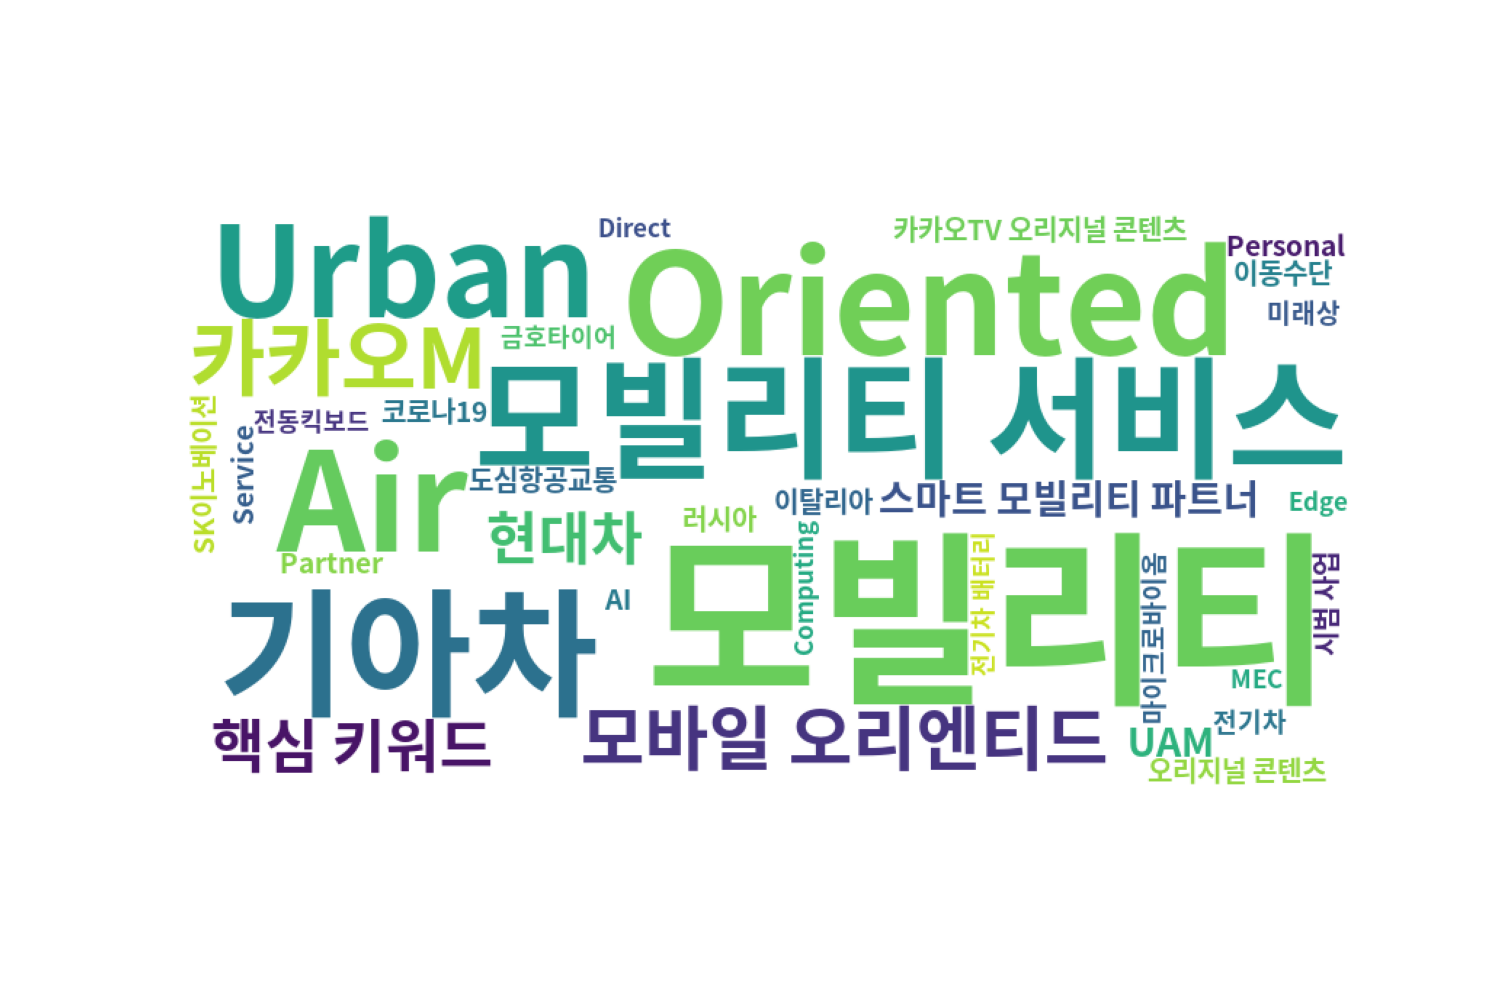 Urban
Direct
카카오TV 오리지널 콘텐츠
Personal
Oriented
이동수단
미래상
카카오M
금호타이어
모빌리티 서비스
SK이노베이션
전동킥보드
코로나19
Service
Air
도심항공교통
이탈리아
스마트 모빌리티 파트너
Edge
현대차
러시아
Partner
모빌리티
Computing
전기차 배터리
마이크로바이옴
시범 사업
기아차
AI
MEC
핵심 키워드
모바일 오리엔티드
UAM
전기차
오리지널 콘텐츠